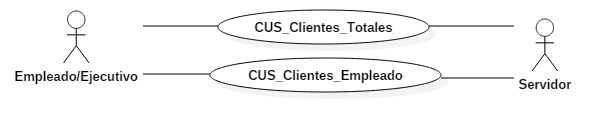 CUS_Clientes_Totales
CUS_Clientes_Empleado
Empleado/Ejecutivo
Servidor